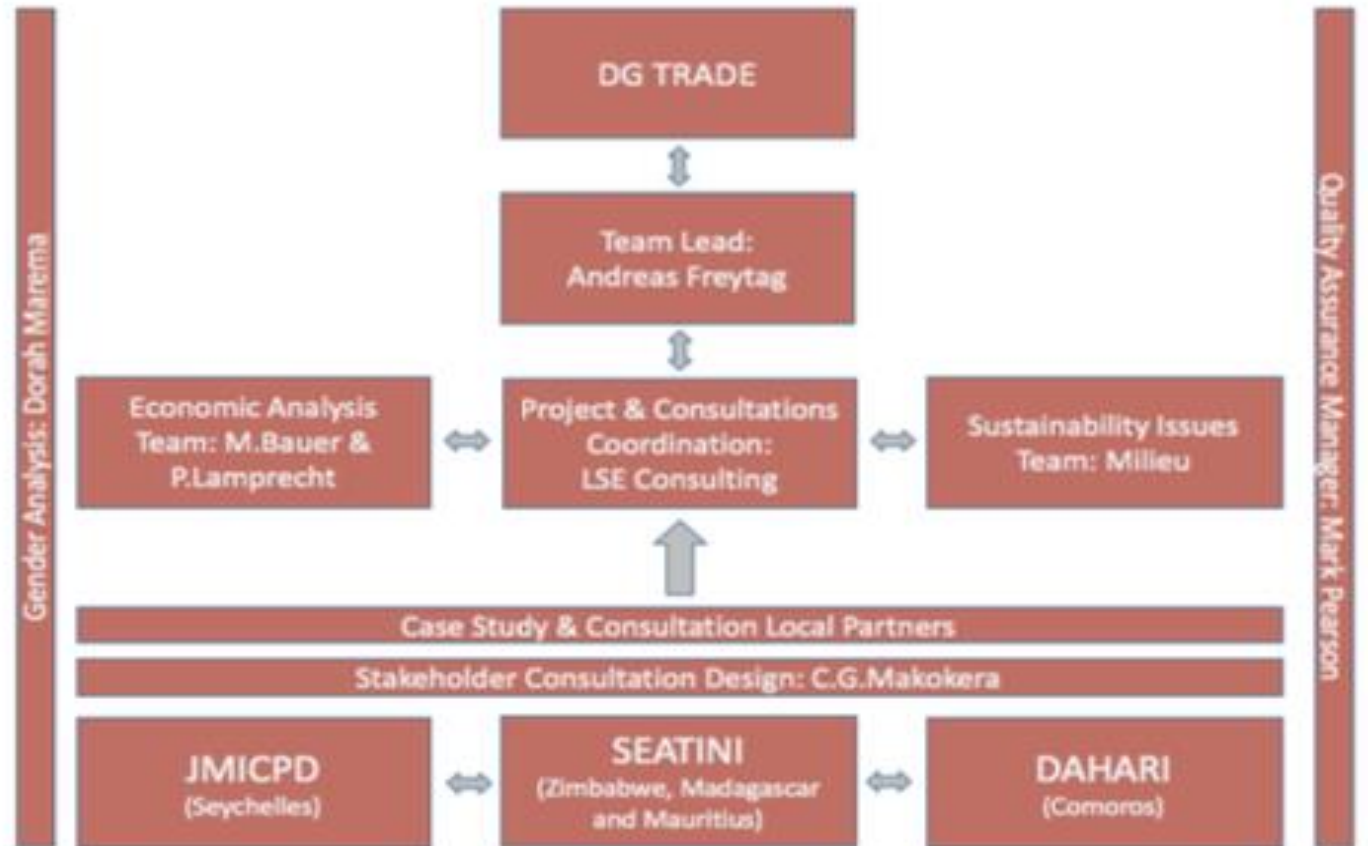 DG TRADE
Team Lead:
Andreas Freytag
Economic Analysis
Team: M.Bauer &
P.Lamprecht
Project & Consultations
Coordination:
LSE Consulting
Sustainability Issues
Team: Milieu
Case Study & Consultation Local Partners
Stakeholder Consultation Design: C.G.Makokera
JMICPD
(Seychelles)
SEATINI
(Zimbabwe, Madagascar
and Mauritius)
DAHARI
(Comoros)
Gender Analysis: Dorah Marema
Quality Assurance Manager: Mark Pearson